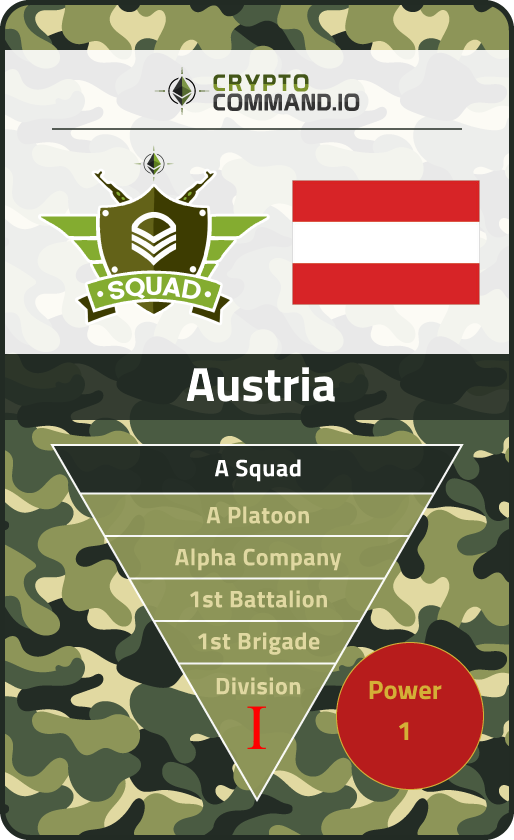 CRYPTO
COMMAND.IO
SQUAD
Austria
A Squad
A Platoon
Alpha Company
1st Battalion
1st Brigade
Division
I
Power
1